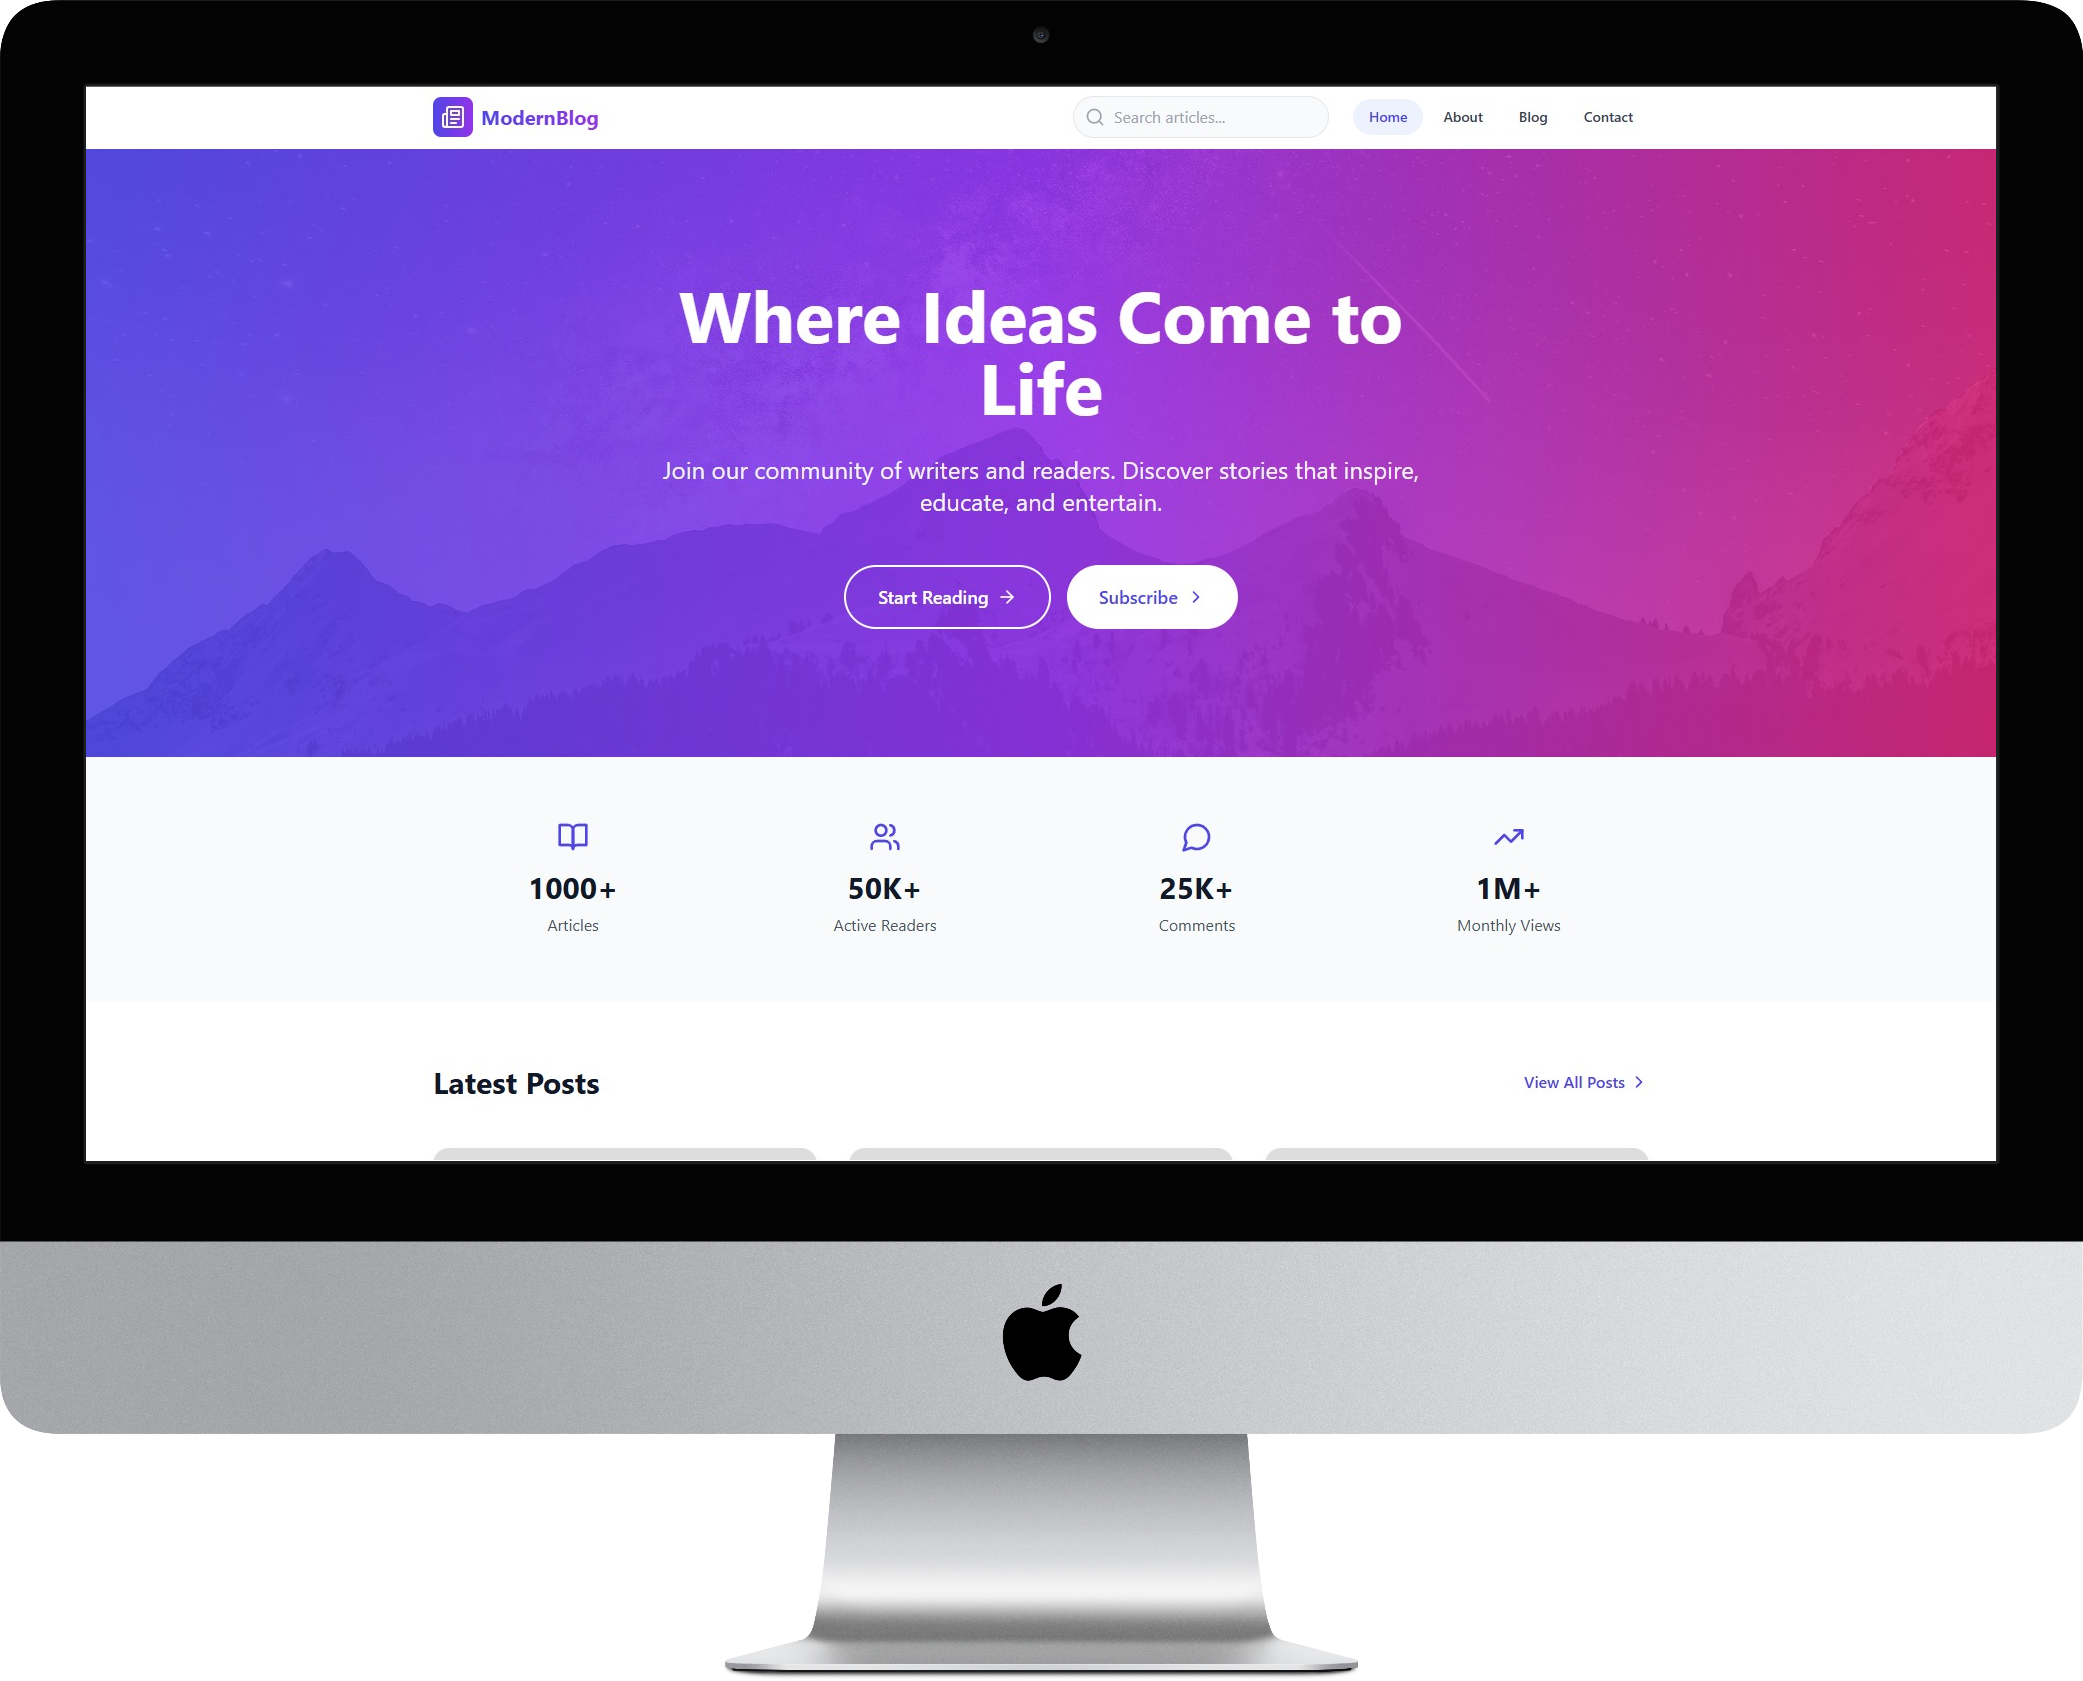 ModernBlog
Search articles...
Home
About
Blog
Contact
Where Ideas Come to
Life
Join our community of writers and readers. Discover stories that inspire,
educate, and entertain.
Start Reading
Subscribe
1000+
Articles
50K+
Active Readers
25K+
Comments
1M+
Monthly Views
Latest Posts
View All Posts